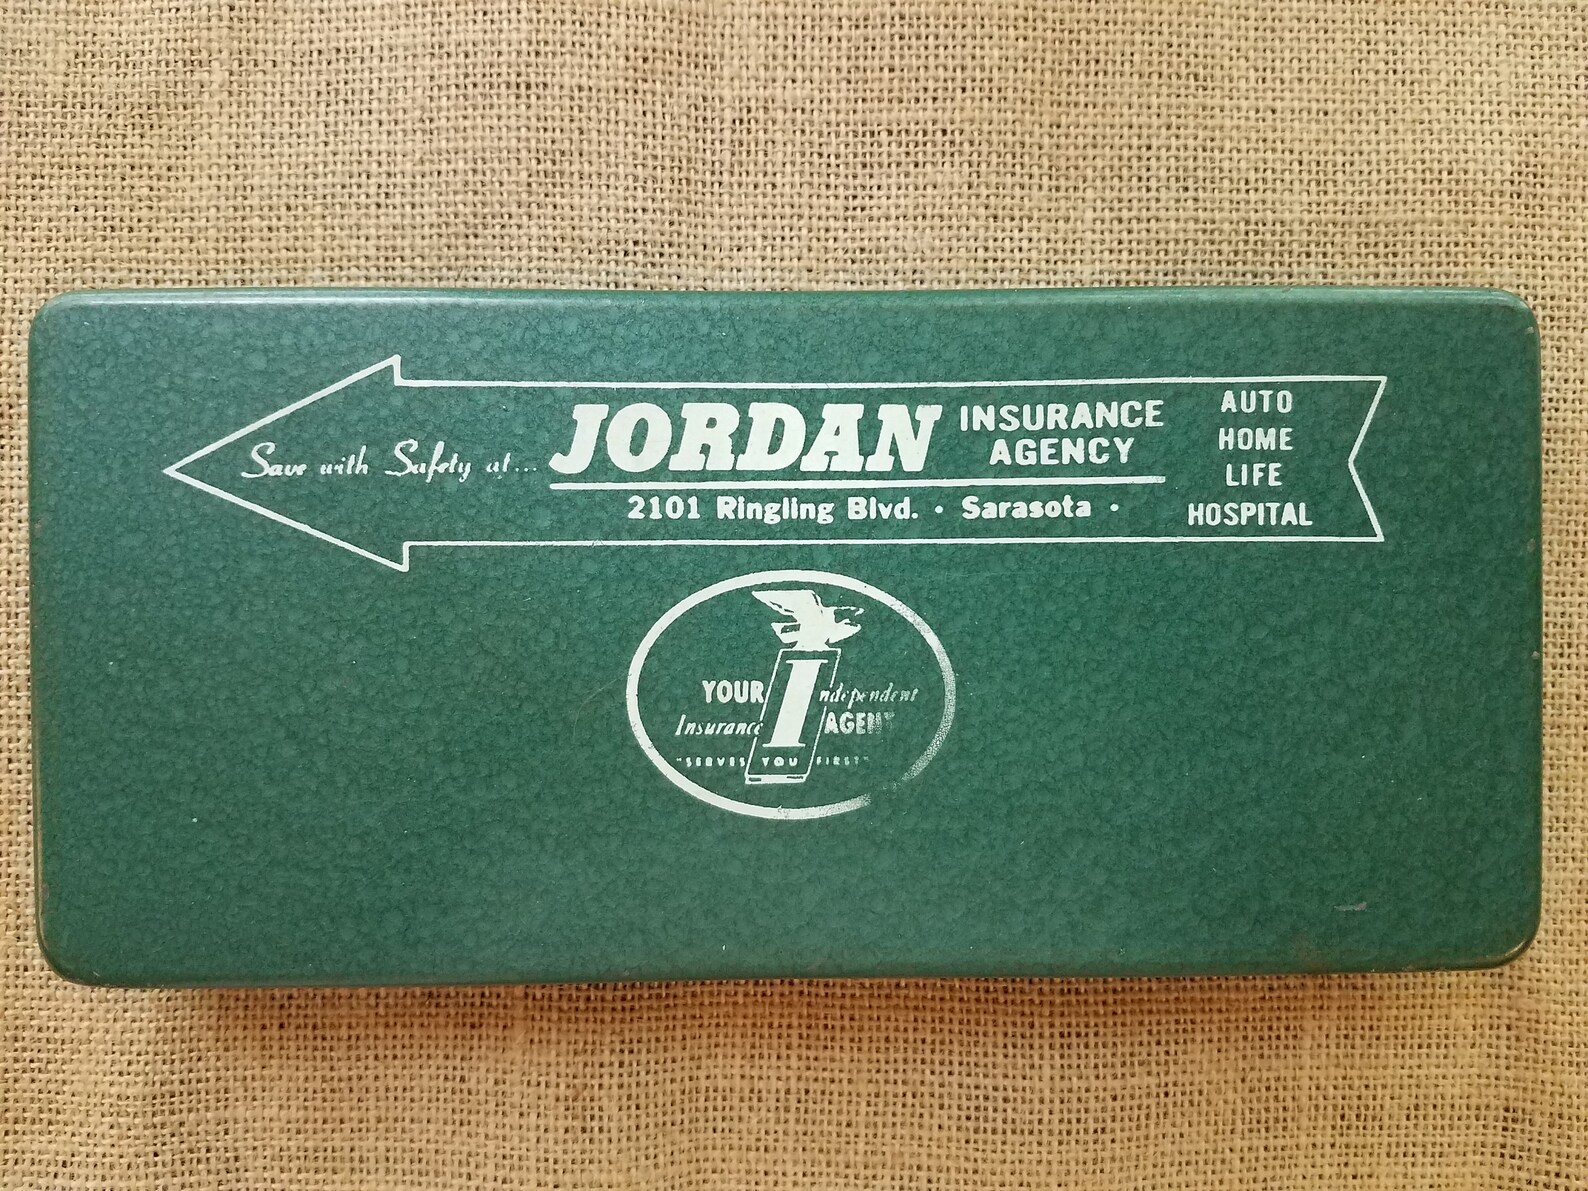 Save with Safety at...
JORDAN
INSURANCE
AGENCY
2101 Ringling Blvd. • Sarasota •
AUTO
HOME
LIFE
HOSPITAL
YOUR Independent
Insurance AGENT
"SERVES YOU FIRST"